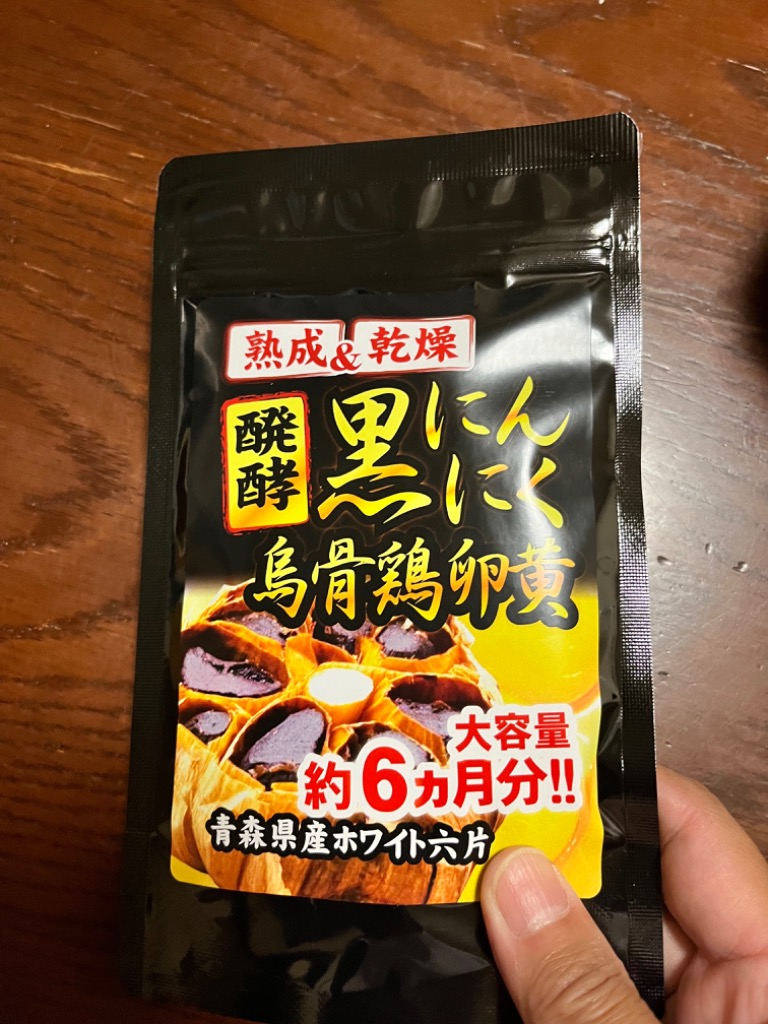 熟成&乾燥
醗酵
黒にんにく
烏骨鶏卵黄
大容量
約6ヵ月分!!
青森県産ホワイト六片